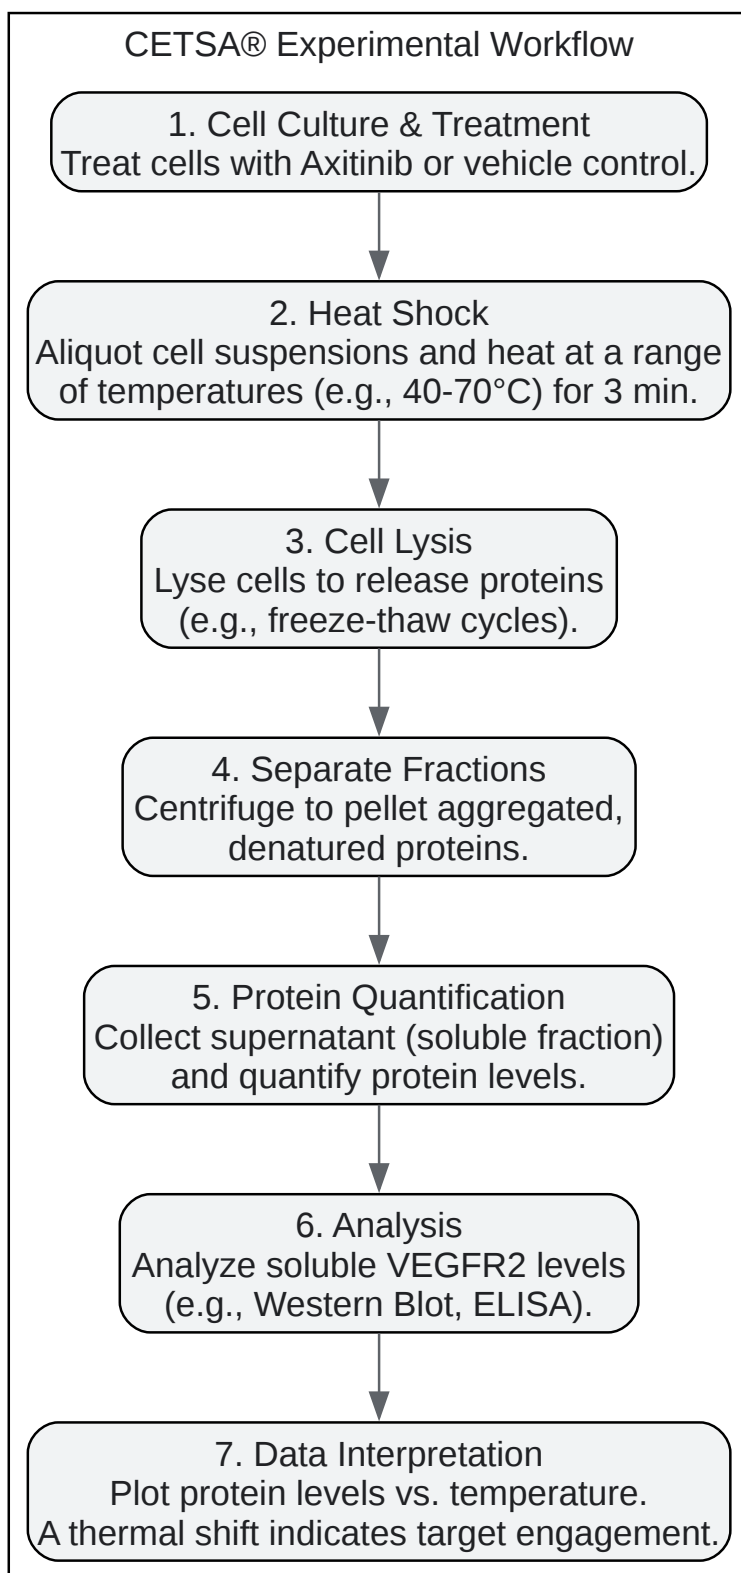 CETSA® Experimental Workflow
1. Cell Culture & Treatment
Treat cells with Axitinib or vehicle control.
2. Heat Shock
Aliquot cell suspensions and heat at a range
of temperatures (e.g., 40-70°C) for 3 min.
3. Cell Lysis
Lyse cells to release proteins
(e.g., freeze-thaw cycles).
4. Separate Fractions
Centrifuge to pellet aggregated,
denatured proteins.
5. Protein Quantification
Collect supernatant (soluble fraction)
and quantify protein levels.
6. Analysis
Analyze soluble VEGFR2 levels
(e.g., Western Blot, ELISA).
7. Data Interpretation
Plot protein levels vs. temperature.
A thermal shift indicates target engagement.